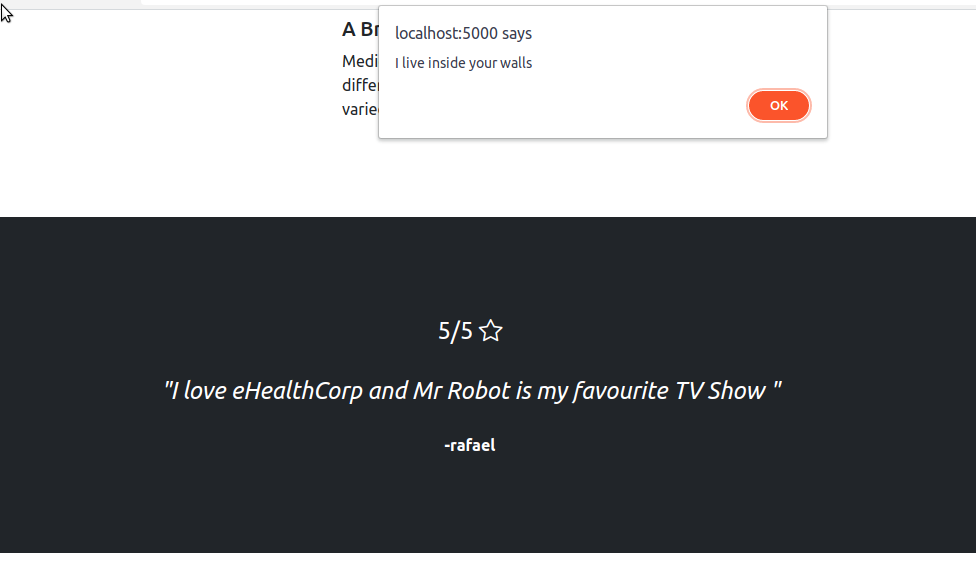 localhost:5000 says
I live inside your walls
OK
A Br
Medi
differ
varied
5/5
"I love eHealthCorp and Mr Robot is my favourite TV Show "
-rafael